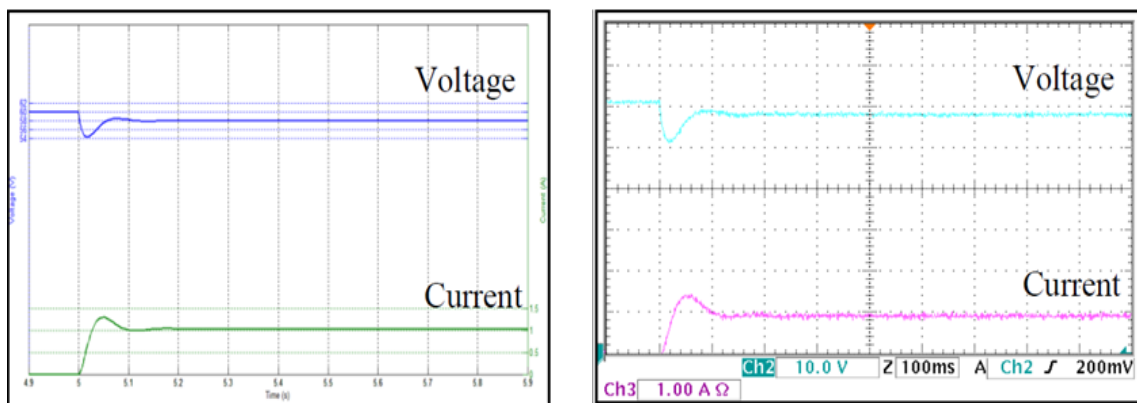 Voltage
Voltage (V)
Current (A)
Current
1.5
1
0.5
0
4.9 5 5.1 5.2 5.3 5.4 5.5 5.6 5.7 5.8 5.9
Time (s)
Voltage
Current
Ch2 10.0 V Z 100ms A Ch2 ƒ 200mV
Ch3 1.00 A Ω